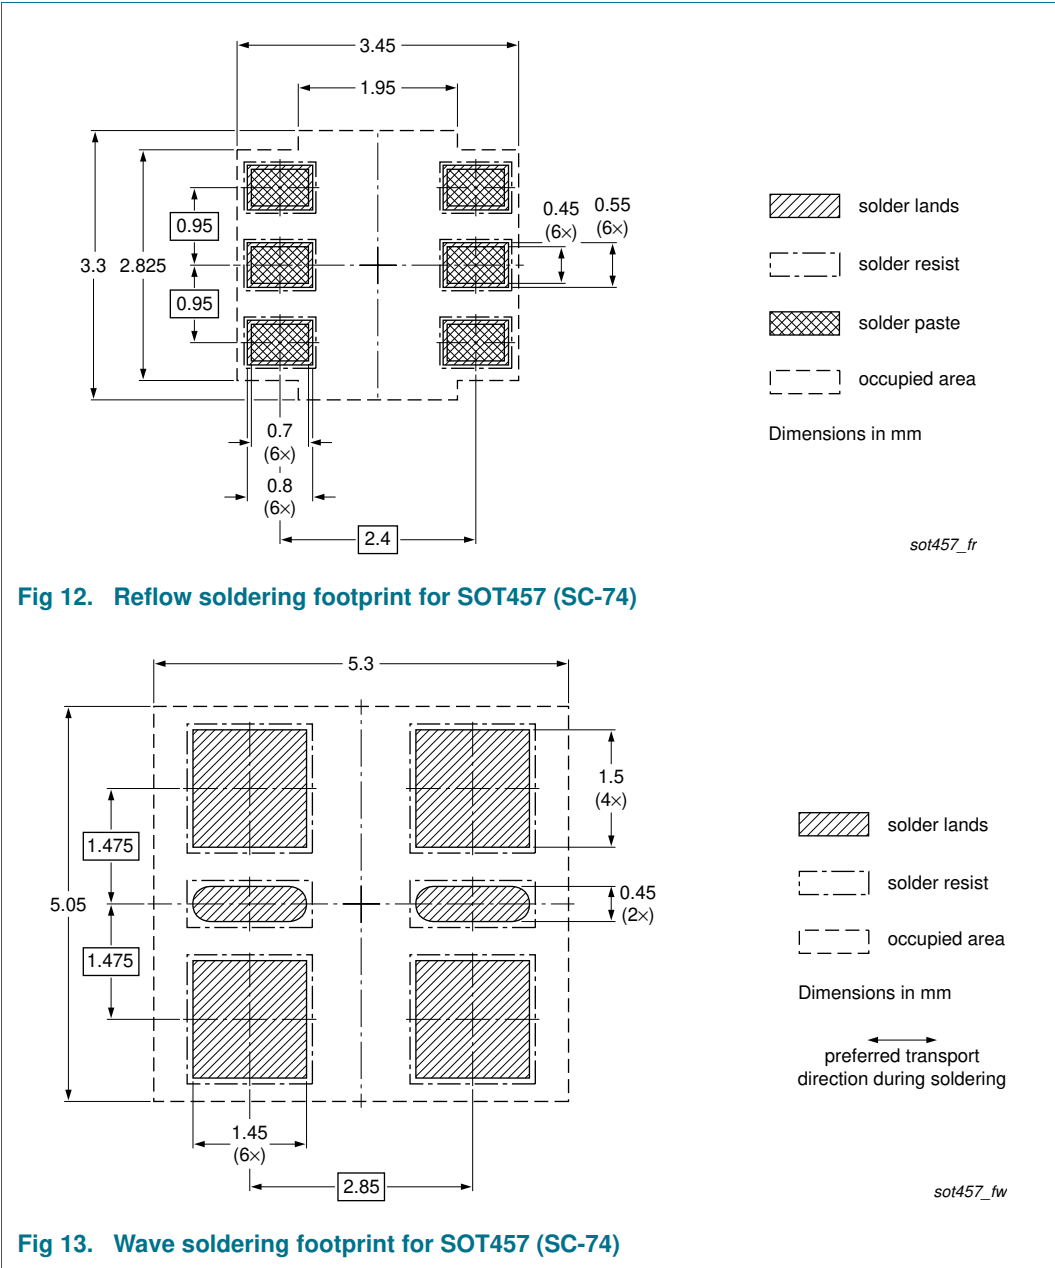 3.45
1.95
0.95
0.45 0.55
(6×) (6×)
3.3 2.825
0.95
0.7
(6×)
0.8
(6×)
2.4
solder lands
solder resist
solder paste
occupied area
Dimensions in mm
sot457_fr
Fig 12. Reflow soldering footprint for SOT457 (SC-74)
5.3
1.5
(4×)
1.475
0.45
(2×)
5.05
1.475
1.45
(6×)
2.85
solder lands
solder resist
occupied area
Dimensions in mm
preferred transport
direction during soldering
sot457_fw
Fig 13. Wave soldering footprint for SOT457 (SC-74)